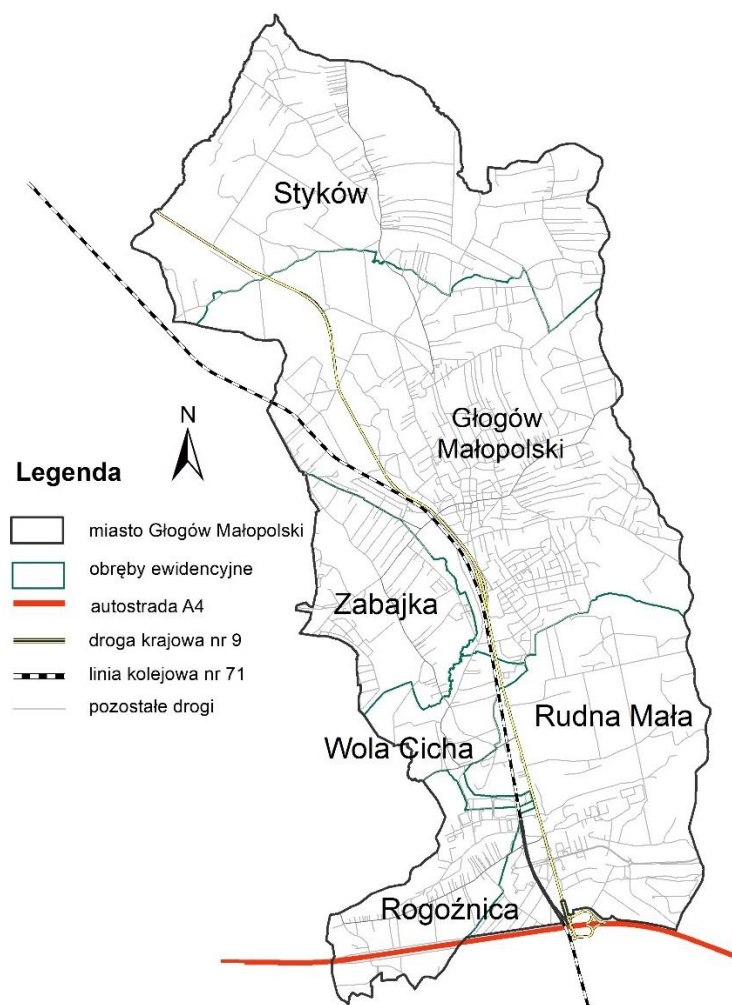 Styków
Głogów
Małopolski
N
Legenda
miasto Głogów Małopolski
obręby ewidencyjne
autostrada A4
droga krajowa nr 9
linia kolejowa nr 71
pozostałe drogi
Zabajka
Rudna Mała
Wola Cicha
Rogoźnica